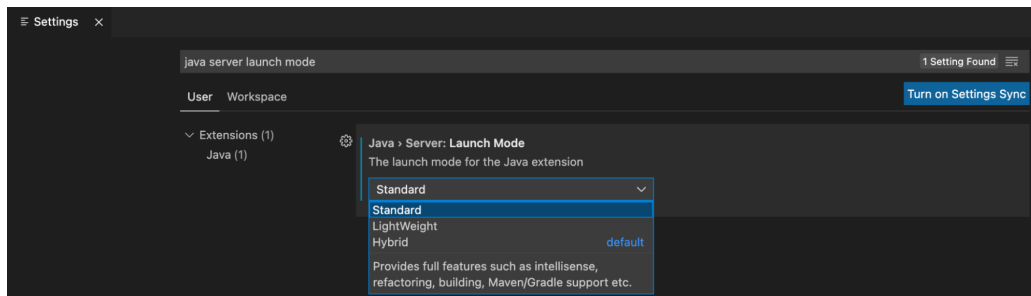 Settings
java server launch mode
1 Setting Found
User Workspace
Turn on Settings Sync
Extensions (1)
Java (1)
Java › Server: Launch Mode
The launch mode for the Java extension
Standard
Standard
LightWeight
Hybrid default
Provides full features such as intellisense,
refactoring, building, Maven/Gradle support etc.